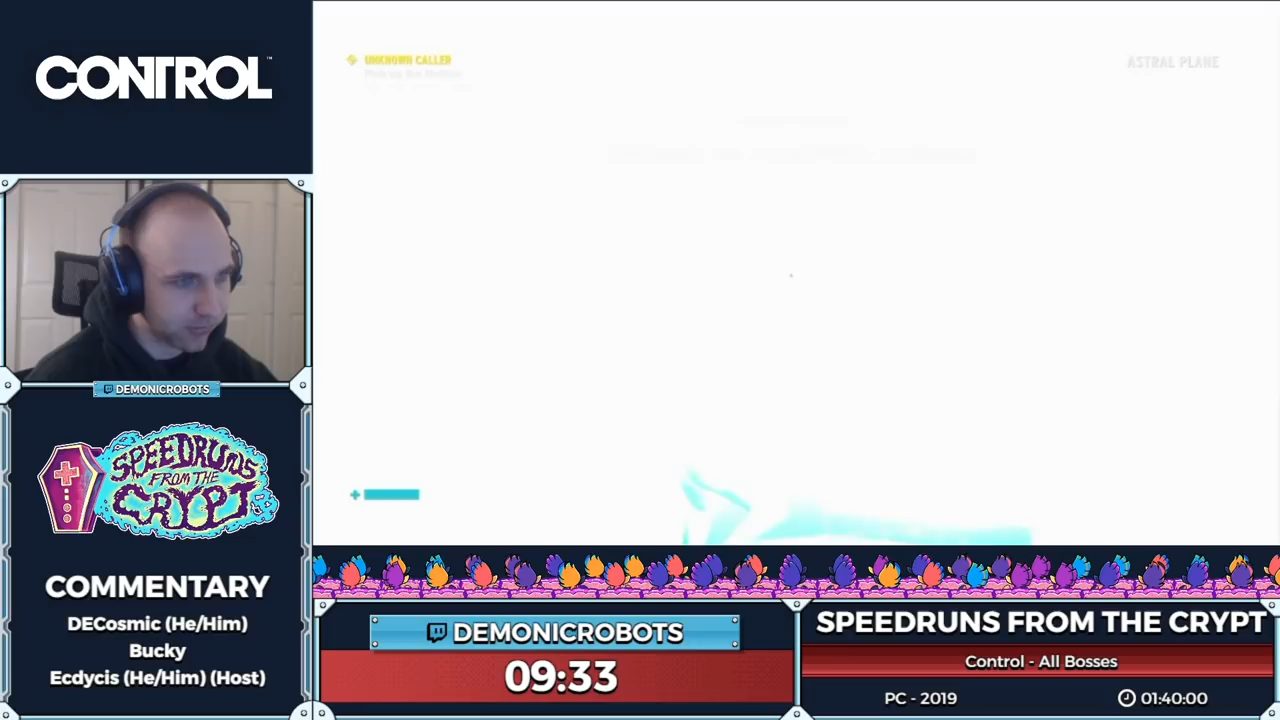 CONTROL™
UNKNOWN CALLER
ASTRAL PLANE
DEMONICROBOTS
SPEEDRUNS
FROM THE
CRYPT
COMMENTARY
DECosmic (He/Him)
Bucky
Ecdycis (He/Him) (Host)
DEMONICROBOTS
09:33
SPEEDRUNS FROM THE CRYPT
Control - All Bosses
PC - 2019
01:40:00